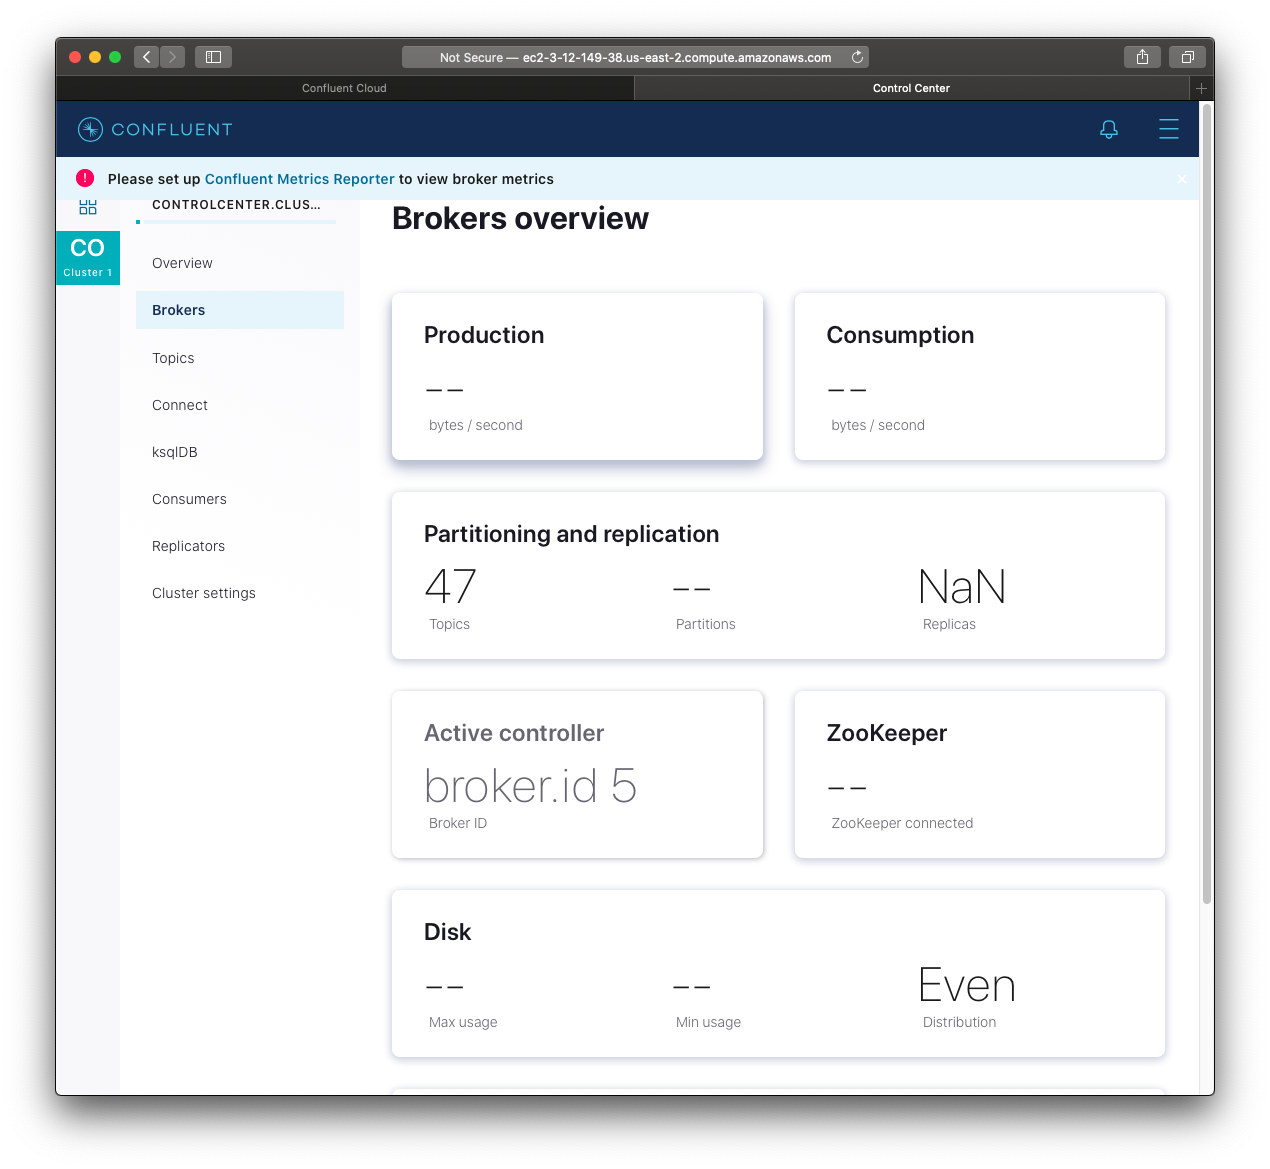 Not Secure — ec2-3-12-149-38.us-east-2.compute.amazonaws.com
Confluent Cloud
Control Center
CONFLUENT
! Please set up Confluent Metrics Reporter to view broker metrics
CONTROLCENTER.CLUS...
CO
Cluster 1
Overview
Brokers
Topics
Connect
ksqlDB
Consumers
Replicators
Cluster settings
Brokers overview
Production
--
bytes / second
Consumption
--
bytes / second
Partitioning and replication
47
Topics
--
Partitions
NaN
Replicas
Active controller
broker.id 5
Broker ID
ZooKeeper
--
ZooKeeper connected
Disk
--
Max usage
--
Min usage
Even
Distribution